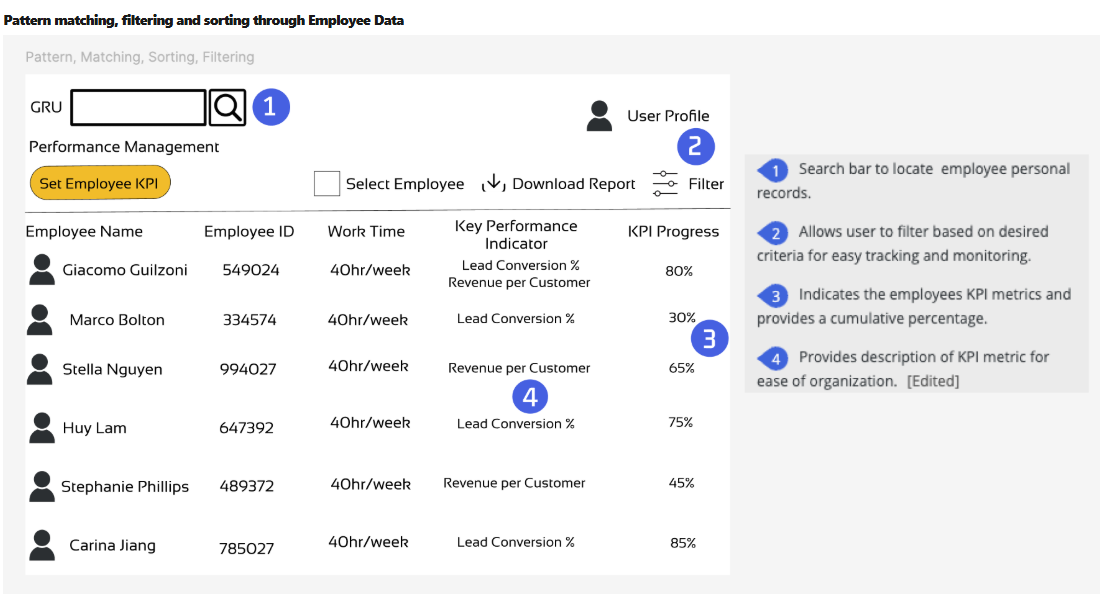 Pattern matching, filtering and sorting through Employee Data
Pattern, Matching, Sorting, Filtering
GRU 1
User Profile
Performance Management
2
Set Employee KPI Select Employee Download Report Filter
Employee Name Employee ID Work Time Key Performance Indicator KPI Progress
Giacomo Guilzoni 549024 40hr/week Lead Conversion % Revenue per Customer 80%
Marco Bolton 334574 40hr/week Lead Conversion % 30%
3
Stella Nguyen 994027 40hr/week Revenue per Customer 65%
4
Huy Lam 647392 40hr/week Lead Conversion % 75%
Stephanie Phillips 489372 40hr/week Revenue per Customer 45%
Carina Jiang 785027 40hr/week Lead Conversion % 85%
1 Search bar to locate employee personal
records.
2 Allows user to filter based on desired
criteria for easy tracking and monitoring.
3 Indicates the employees KPI metrics and
provides a cumulative percentage.
4 Provides description of KPI metric for
ease of organization. [Edited]